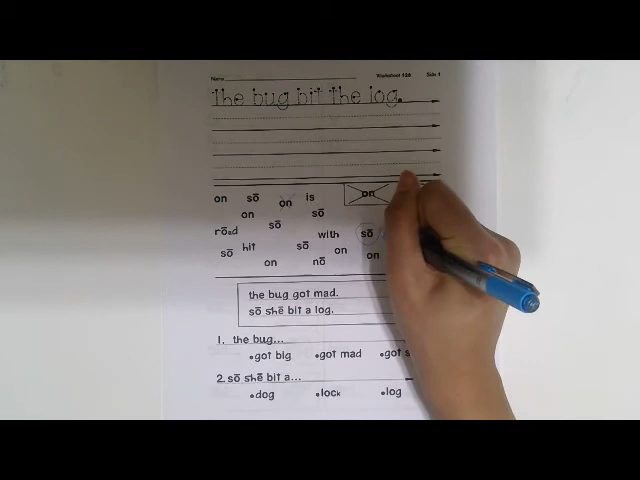 Name
Worksheet 128 Side 1
the bug bit the log.
on sō on is on
on sō
rōad sō with sō
sō hit sō on
on nō on
the bug got mad.
sō shē bit a log.
1. the bug...
•got big •got mad •got s
2. sō shē bit a...
•dog •lock •log